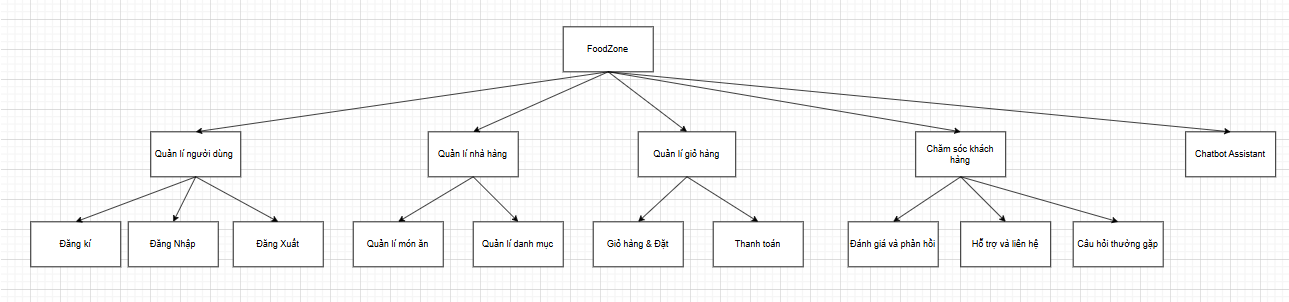 FoodZone
Quản lí người dùng
Quản lí nhà hàng
Quản lí giỏ hàng
Chăm sóc khách
hàng
Chatbot Assistant
Đăng kí
Đăng Nhập
Đăng Xuất
Quản lí món ăn
Quản lí danh mục
Giỏ hàng & Đặt
Thanh toán
Đánh giá và phần hồi
Hỗ trợ và liên hệ
Câu hỏi thường gặp